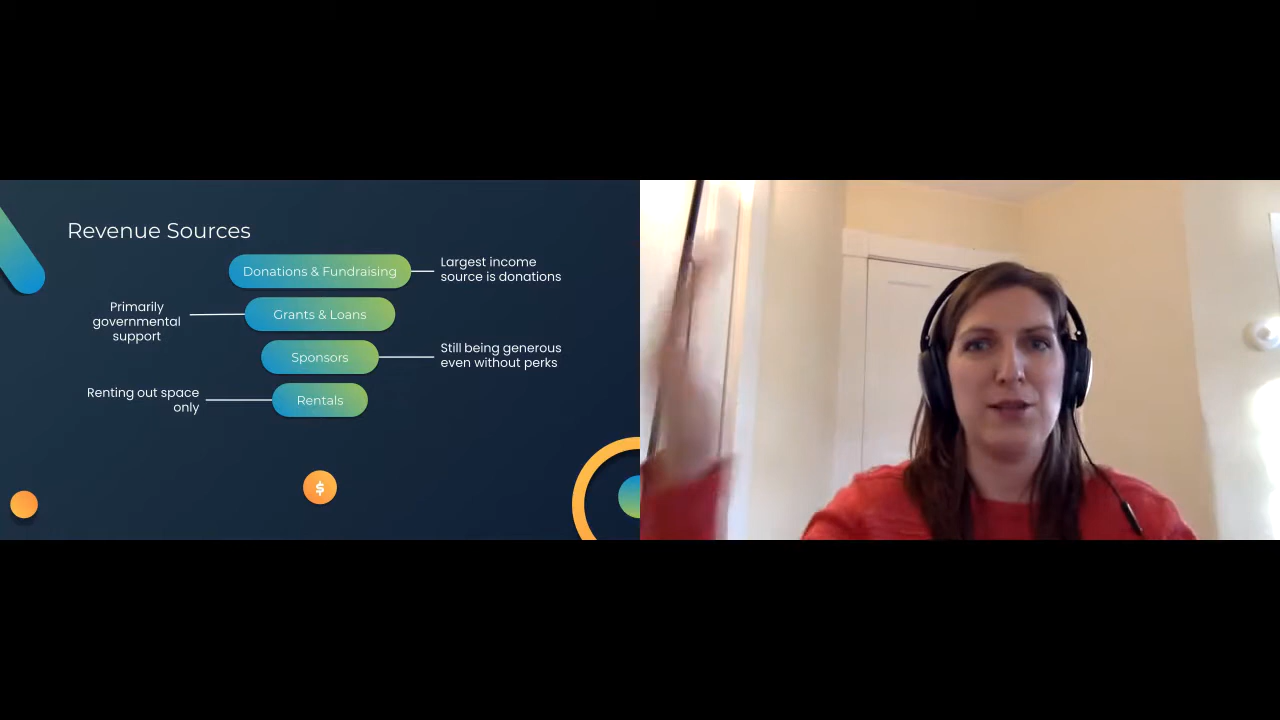 Revenue Sources
Donations & Fundraising
Largest income
source is donations
Primarily
governmental
support
Grants & Loans
Sponsors
Still being generous
even without perks
Renting out space
only
Rentals
$